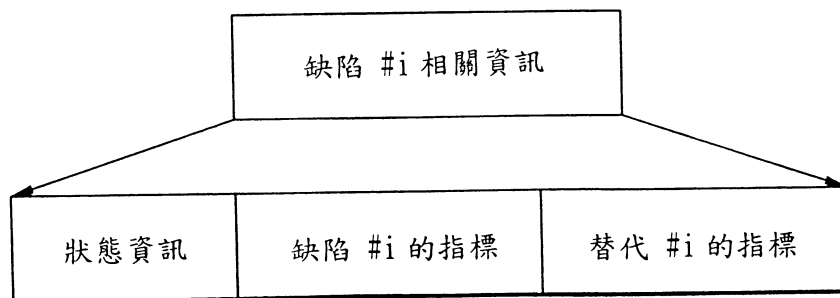 缺陷 #i 相關資訊
狀態資訊
缺陷 #i 的指標
替代 #i 的指標